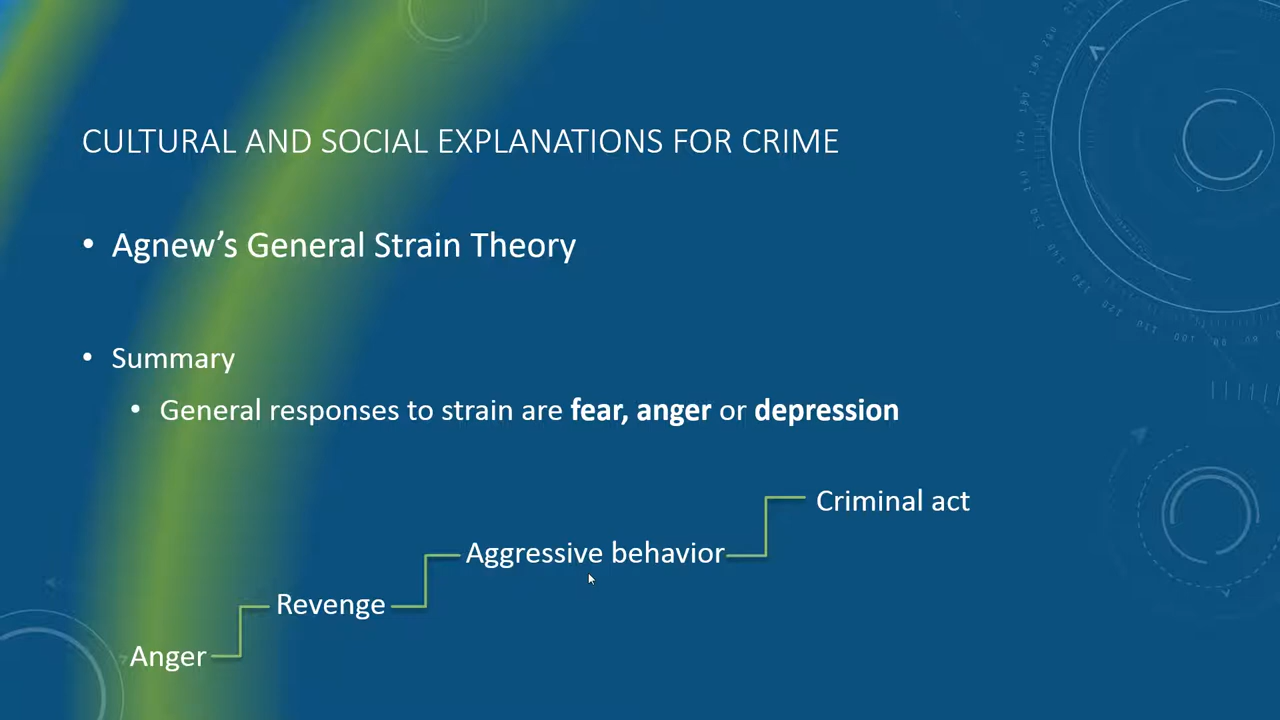 CULTURAL AND SOCIAL EXPLANATIONS FOR CRIME
• Agnew’s General Strain Theory
• Summary
• General responses to strain are fear, anger or depression
Criminal act
Aggressive behavior
Revenge
Anger